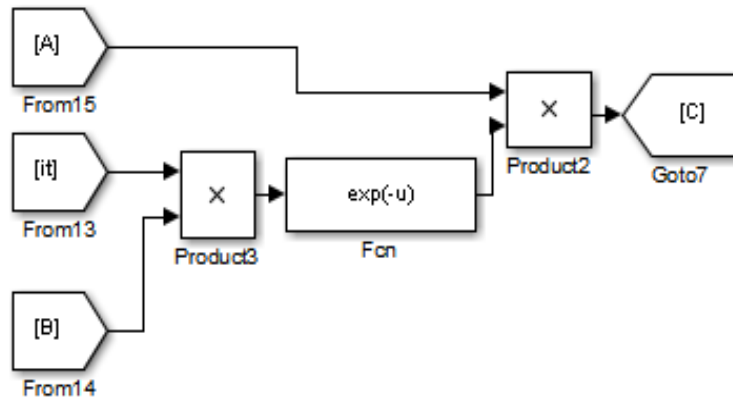 [A]
From15
[it]
From13
×
Product3
exp(-u)
Fcn
×
Product2
[C]
Goto7
[B]
From14